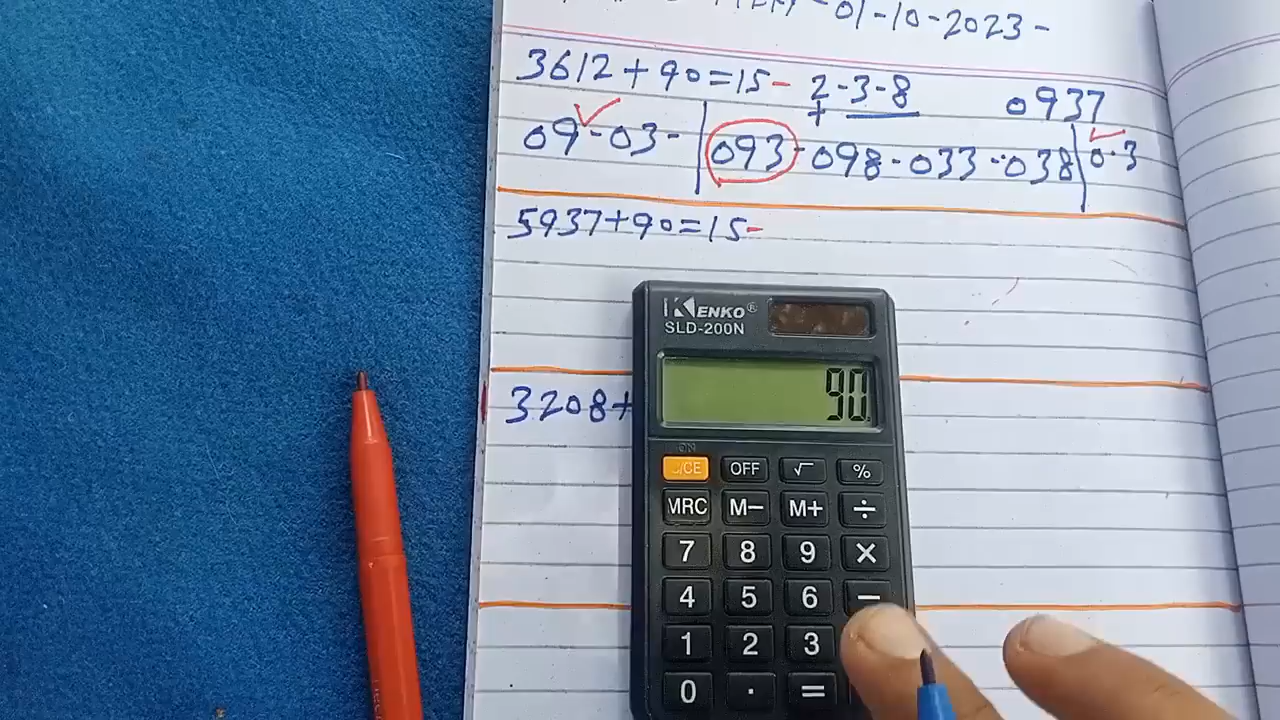 -01-10-2023-
3612+90=15- 2-3-8 0937
+
09-03- 093-098-033-038 0.3
5937+90=15-
3208+
KENKO®
SLD-200N
90.
ON
C/CE OFF √ %
MRC M− M+ ÷
7 8 9 ×
4 5 6 −
1 2 3
0 . =